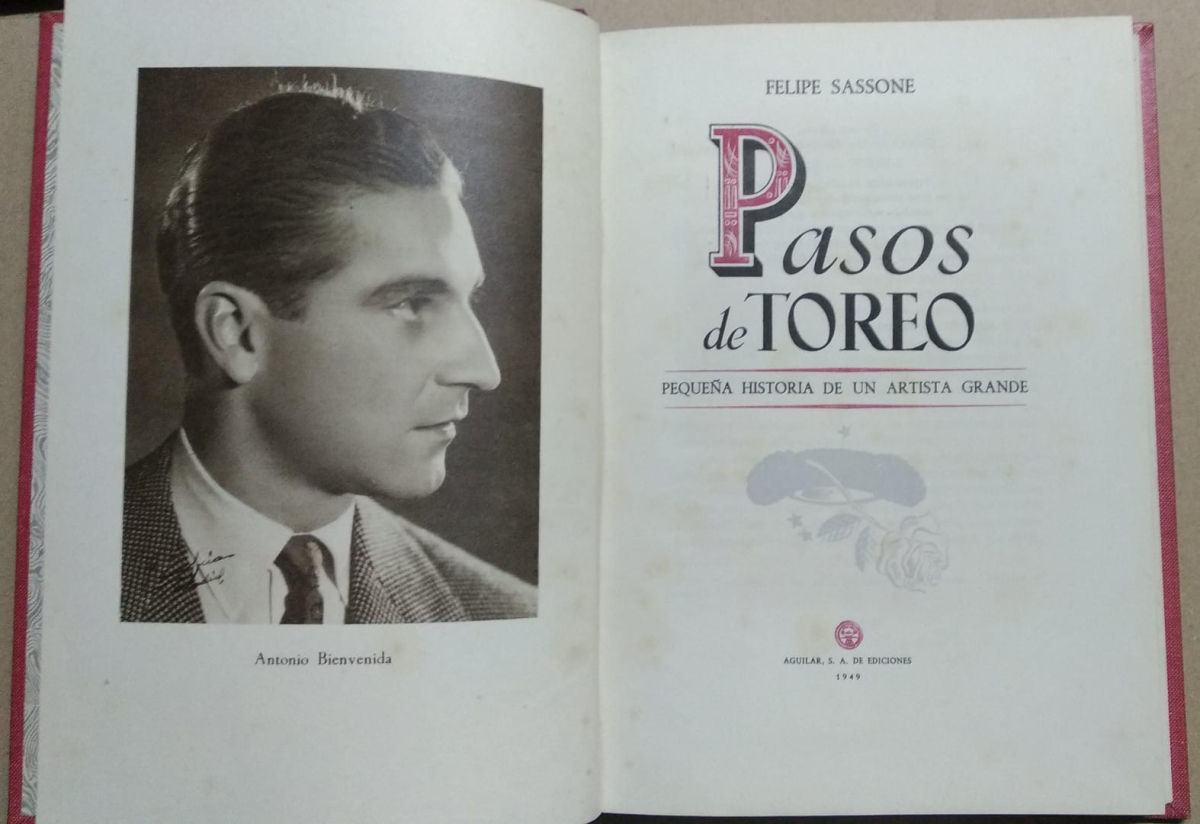 Antonio Bienvenida
FELIPE SASSONE
Pasos
de TOREO
PEQUEÑA HISTORIA DE UN ARTISTA GRANDE
AGUILAR, S. A. DE EDICIONES
1949